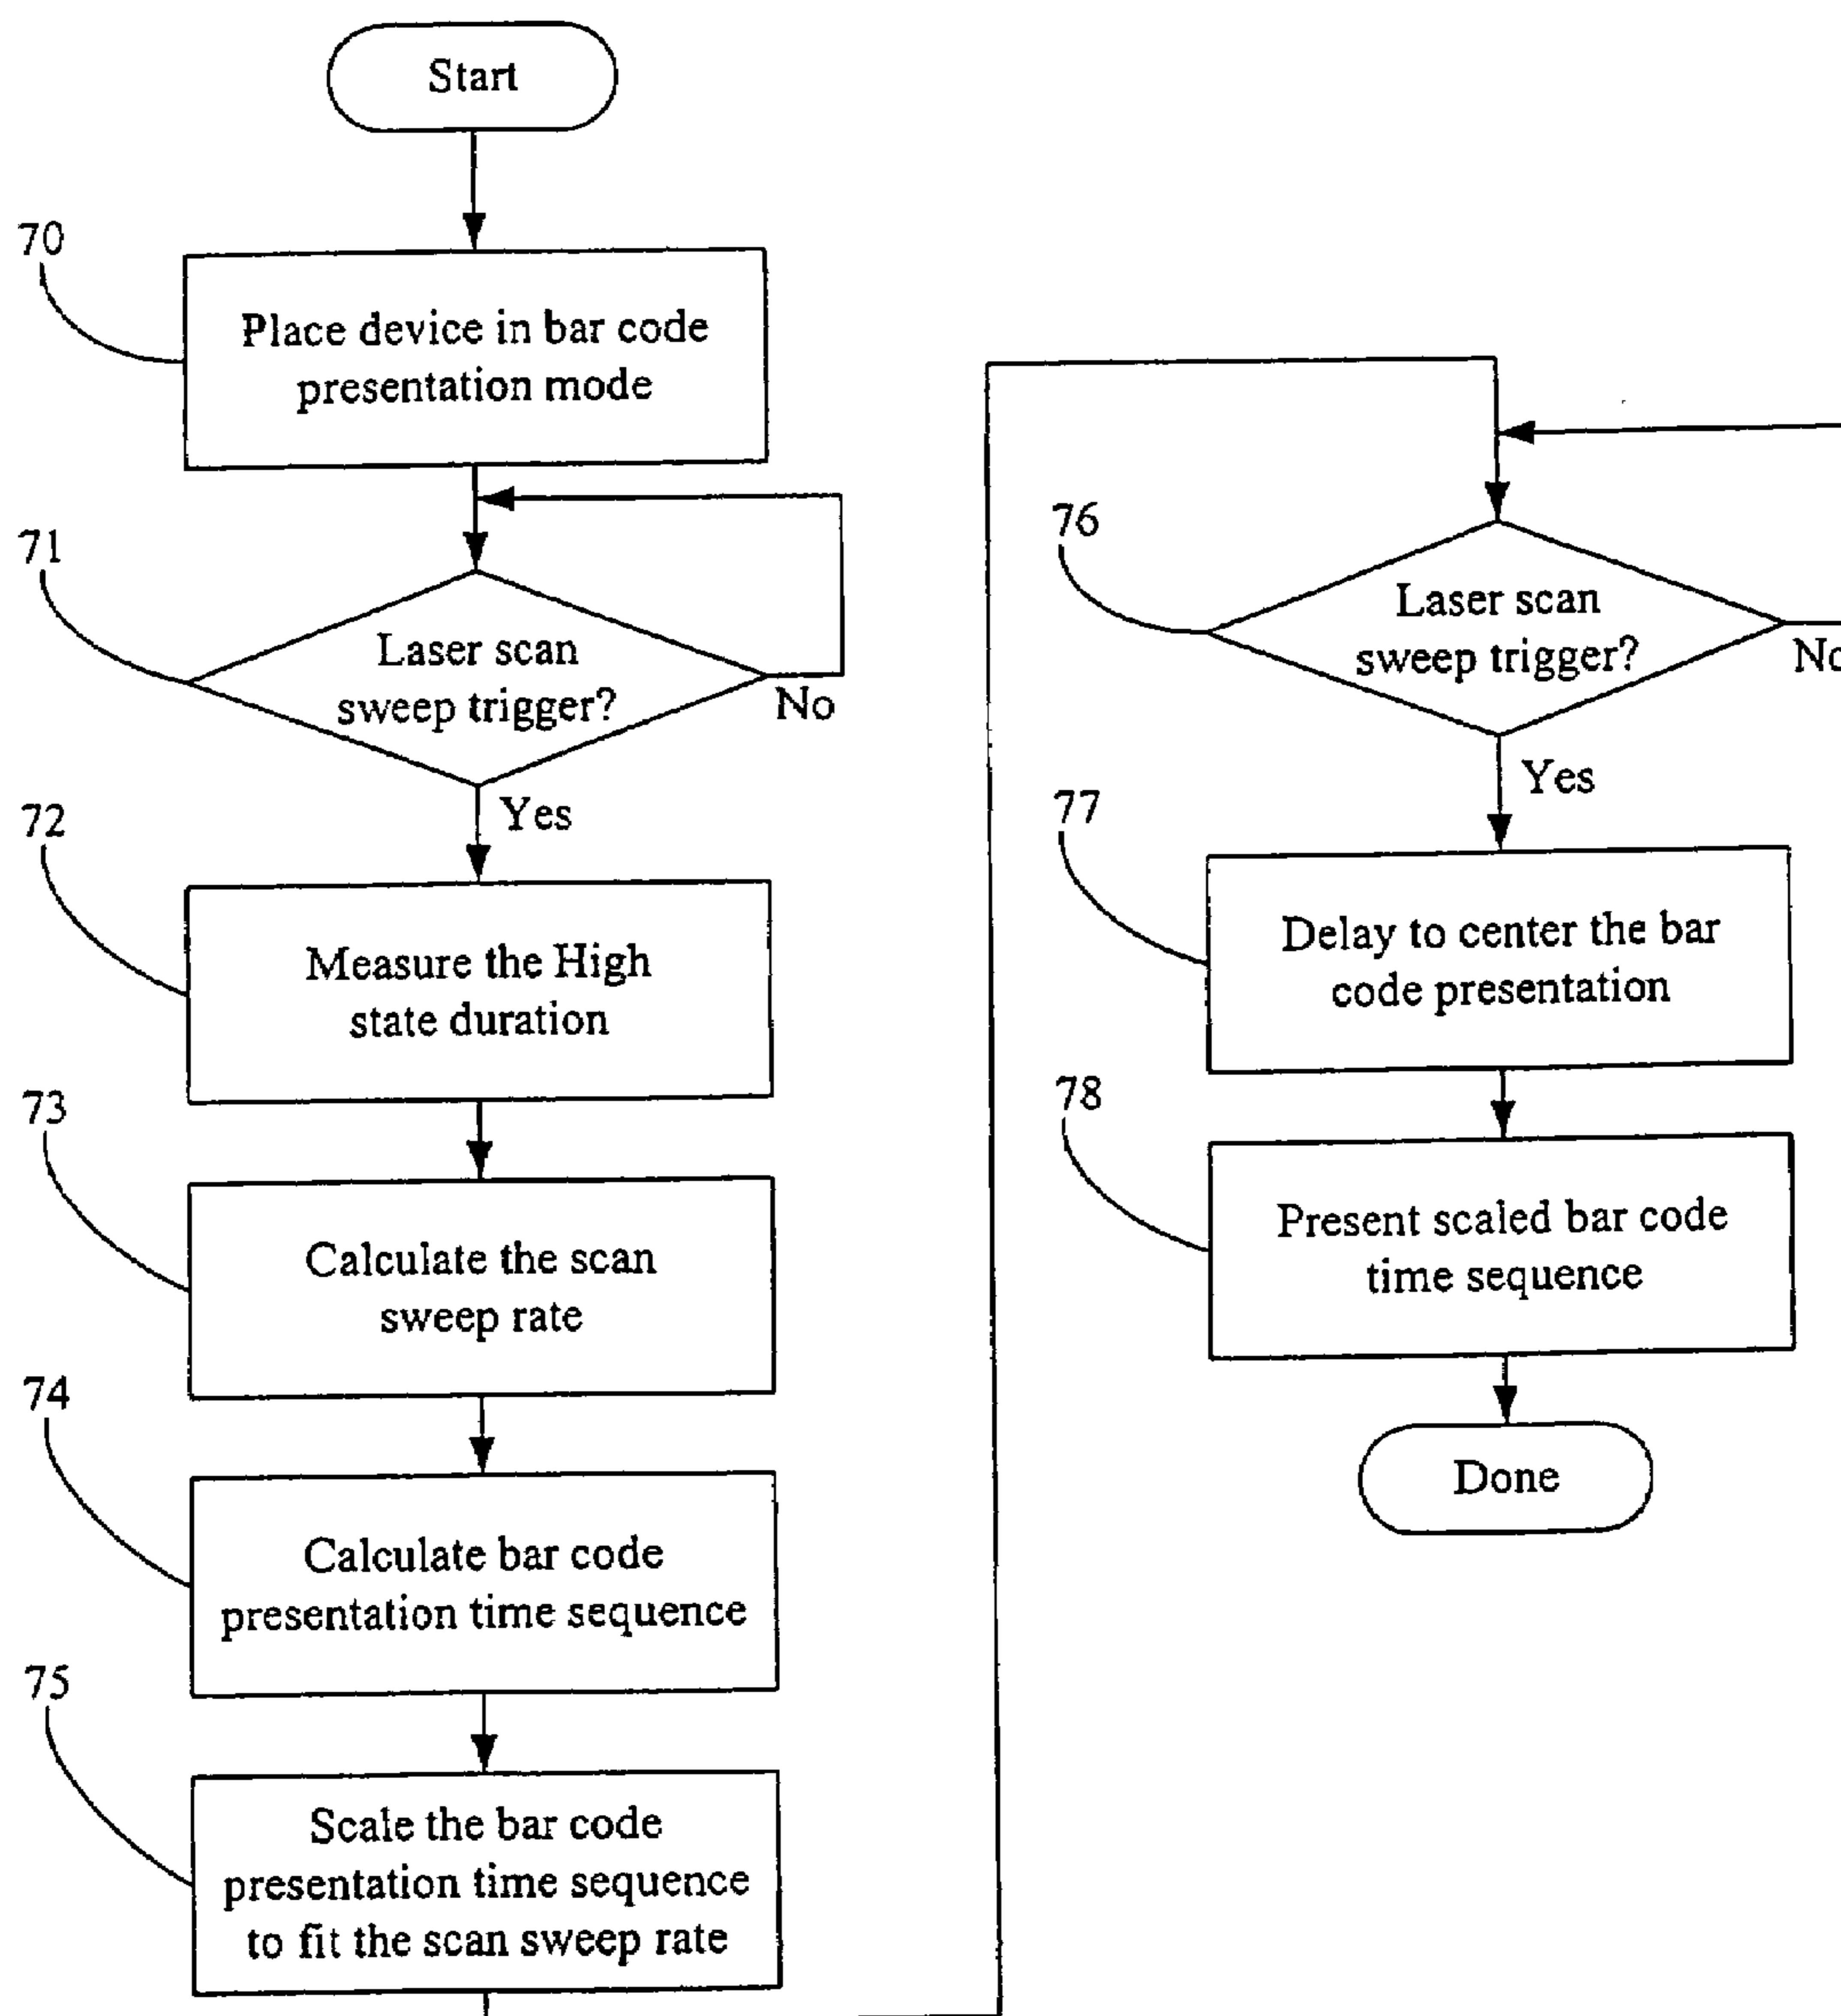 Start
70
Place device in bar code
presentation mode
71
Laser scan
sweep trigger?
No
Yes
72
Measure the High
state duration
73
Calculate the scan
sweep rate
74
Calculate bar code
presentation time sequence
75
Scale the bar code
presentation time sequence
to fit the scan sweep rate
76
Laser scan
sweep trigger?
No
Yes
77
Delay to center the bar
code presentation
78
Present scaled bar code
time sequence
Done